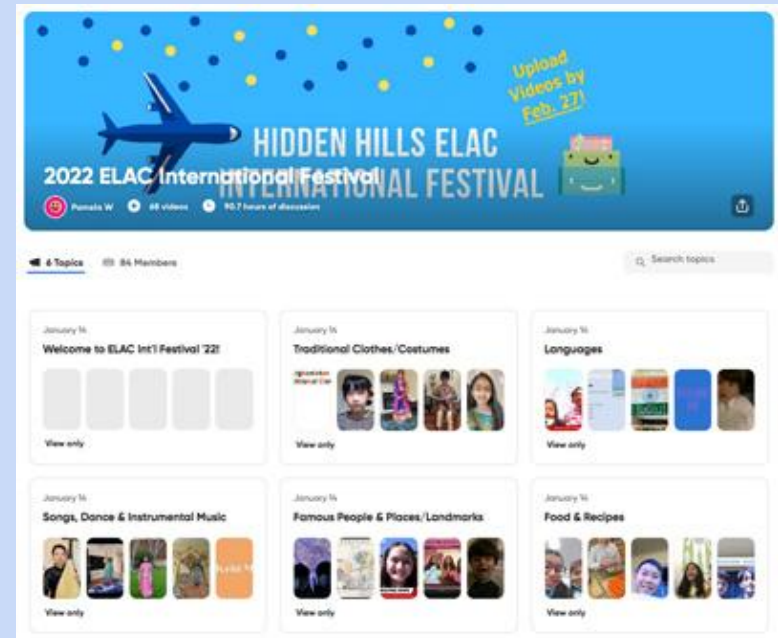 Upload
Videos by
Feb. 27!
HIDDEN HILLS ELAC
INTERNATIONAL FESTIVAL
2022 ELAC International Festival
Pamela W 68 videos 90.7 hours of discussion
6 Topics 84 Members
Search topics
January 14
Welcome to ELAC Int'l Festival '22!
View only
January 14
Traditional Clothes/Costumes
View only
January 14
Languages
View only
January 14
Songs, Dance & Instrumental Music
View only
January 14
Famous People & Places/Landmarks
View only
January 14
Food & Recipes
View only